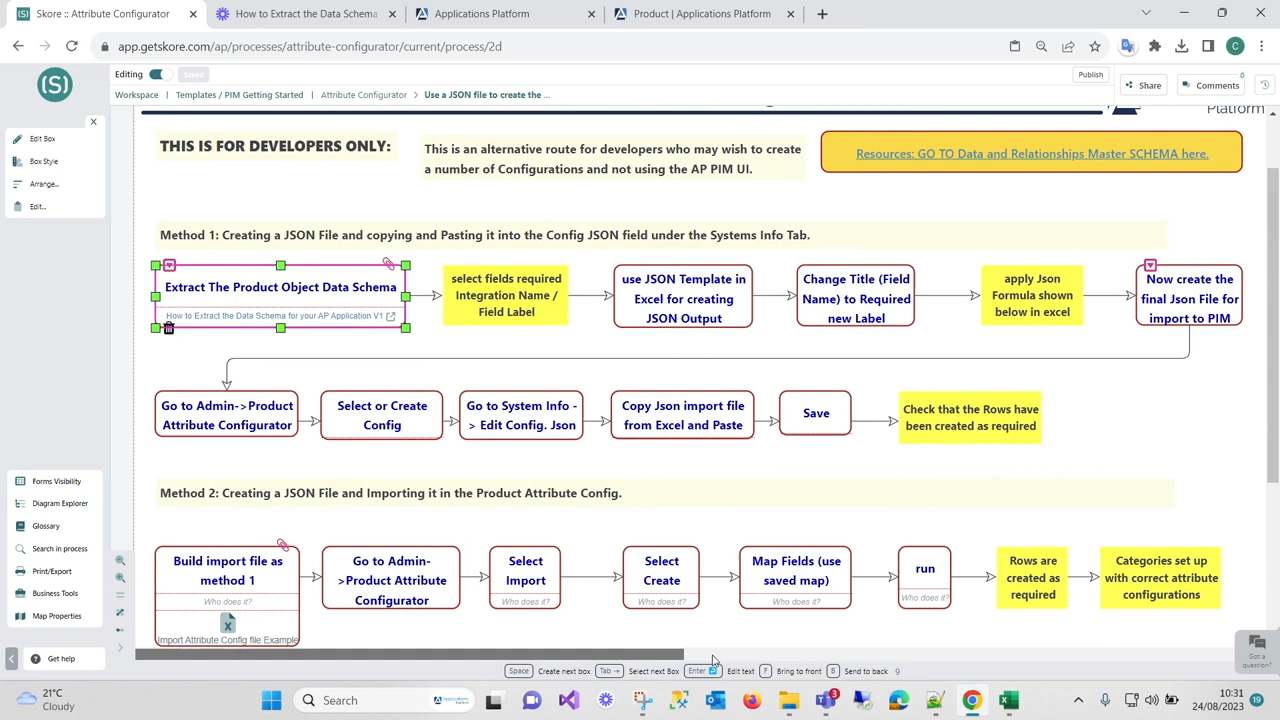 Skore :: Attribute Configurator
How to Extract the Data Schema
Applications Platform
Product | Applications Platform
app.getskore.com/ap/processes/attribute-configurator/current/process/2d
C
Editing
Saved
Publish
Share
Comments
0
Workspace | Templates / PIM Getting Started | Attribute Configurator > Use a JSON file to create the ...
Edit Box
Box Style
Arrange...
Edit...
Platform
THIS IS FOR DEVELOPERS ONLY:
This is an alternative route for developers who may wish to create
a number of Configurations and not using the AP PIM UI.
Resources: GO TO Data and Relationships Master SCHEMA here.
Method 1: Creating a JSON File and copying and Pasting it into the Config JSON field under the Systems Info Tab.
Extract The Product Object Data Schema
How to Extract the Data Schema for your AP Application V1
select fields required
Integration Name /
Field Label
use JSON Template in
Excel for creating
JSON Output
Change Title (Field
Name) to Required
new Label
apply Json
Formula shown
below in excel
Now create the
final Json File for
import to PIM
Go to Admin->Product
Attribute Configurator
Select or Create
Config
Go to System Info -
> Edit Config. Json
Copy Json import file
from Excel and Paste
Save
Check that the Rows have
been created as required
Method 2: Creating a JSON File and Importing it in the Product Attribute Config.
Build import file as
method 1
Who does it?
Import Attribute Config file Example
Go to Admin-
>Product Attribute
Configurator
Select
Import
Who does it?
Select
Create
Who does it?
Map Fields (use
saved map)
Who does it?
run
Who does it?
Rows are
created as
required
Categories set up
with correct attribute
configurations
Forms Visibility
Diagram Explorer
Glossary
Search in process
Print/Export
Business Tools
Map Properties
Get help
Got a
question?
Space Create next box Tab Select next Box Enter Edit text F Bring to front B Send to back 9
21°C
Cloudy
Search
3
10:31
24/08/2023
19